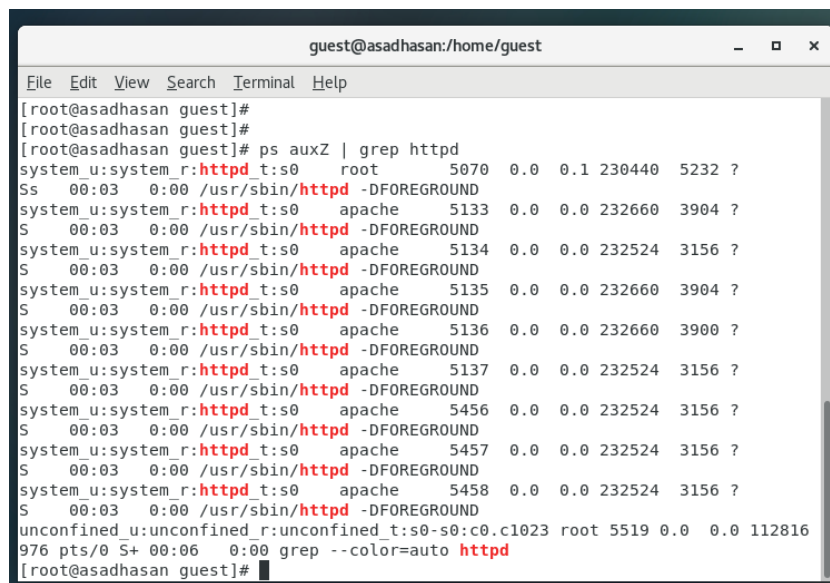 guest@asadhasan:/home/guest
File Edit View Search Terminal Help
[root@asadhasan guest]#
[root@asadhasan guest]#
[root@asadhasan guest]# ps auxZ | grep httpd
system_u:system_r:httpd_t:s0    root       5070  0.0  0.1 230440  5232 ?
Ss   00:03   0:00 /usr/sbin/httpd -DFOREGROUND
system_u:system_r:httpd_t:s0    apache     5133  0.0  0.0 232660  3904 ?
S    00:03   0:00 /usr/sbin/httpd -DFOREGROUND
system_u:system_r:httpd_t:s0    apache     5134  0.0  0.0 232524  3156 ?
S    00:03   0:00 /usr/sbin/httpd -DFOREGROUND
system_u:system_r:httpd_t:s0    apache     5135  0.0  0.0 232660  3904 ?
S    00:03   0:00 /usr/sbin/httpd -DFOREGROUND
system_u:system_r:httpd_t:s0    apache     5136  0.0  0.0 232660  3900 ?
S    00:03   0:00 /usr/sbin/httpd -DFOREGROUND
system_u:system_r:httpd_t:s0    apache     5137  0.0  0.0 232524  3156 ?
S    00:03   0:00 /usr/sbin/httpd -DFOREGROUND
system_u:system_r:httpd_t:s0    apache     5456  0.0  0.0 232524  3156 ?
S    00:03   0:00 /usr/sbin/httpd -DFOREGROUND
system_u:system_r:httpd_t:s0    apache     5457  0.0  0.0 232524  3156 ?
S    00:03   0:00 /usr/sbin/httpd -DFOREGROUND
system_u:system_r:httpd_t:s0    apache     5458  0.0  0.0 232524  3156 ?
S    00:03   0:00 /usr/sbin/httpd -DFOREGROUND
unconfined_u:unconfined_r:unconfined_t:s0-s0:c0.c1023 root 5519 0.0  0.0 112816
976 pts/0 S+ 00:06   0:00 grep --color=auto httpd
[root@asadhasan guest]#